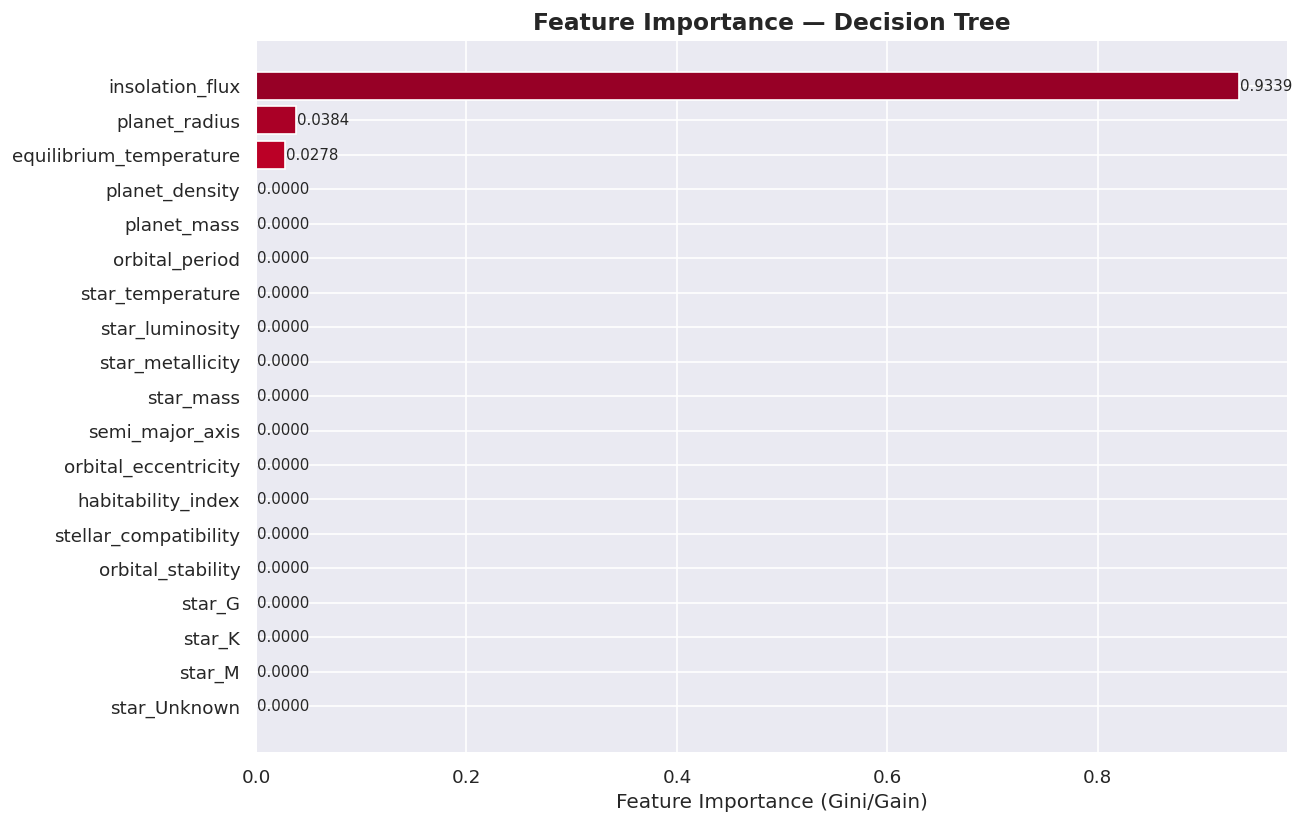 Feature Importance — Decision Tree
insolation_flux 0.9339
planet_radius 0.0384
equilibrium_temperature 0.0278
planet_density 0.0000
planet_mass 0.0000
orbital_period 0.0000
star_temperature 0.0000
star_luminosity 0.0000
star_metallicity 0.0000
star_mass 0.0000
semi_major_axis 0.0000
orbital_eccentricity 0.0000
habitability_index 0.0000
stellar_compatibility 0.0000
orbital_stability 0.0000
star_G 0.0000
star_K 0.0000
star_M 0.0000
star_Unknown 0.0000
0.0 0.2 0.4 0.6 0.8
Feature Importance (Gini/Gain)